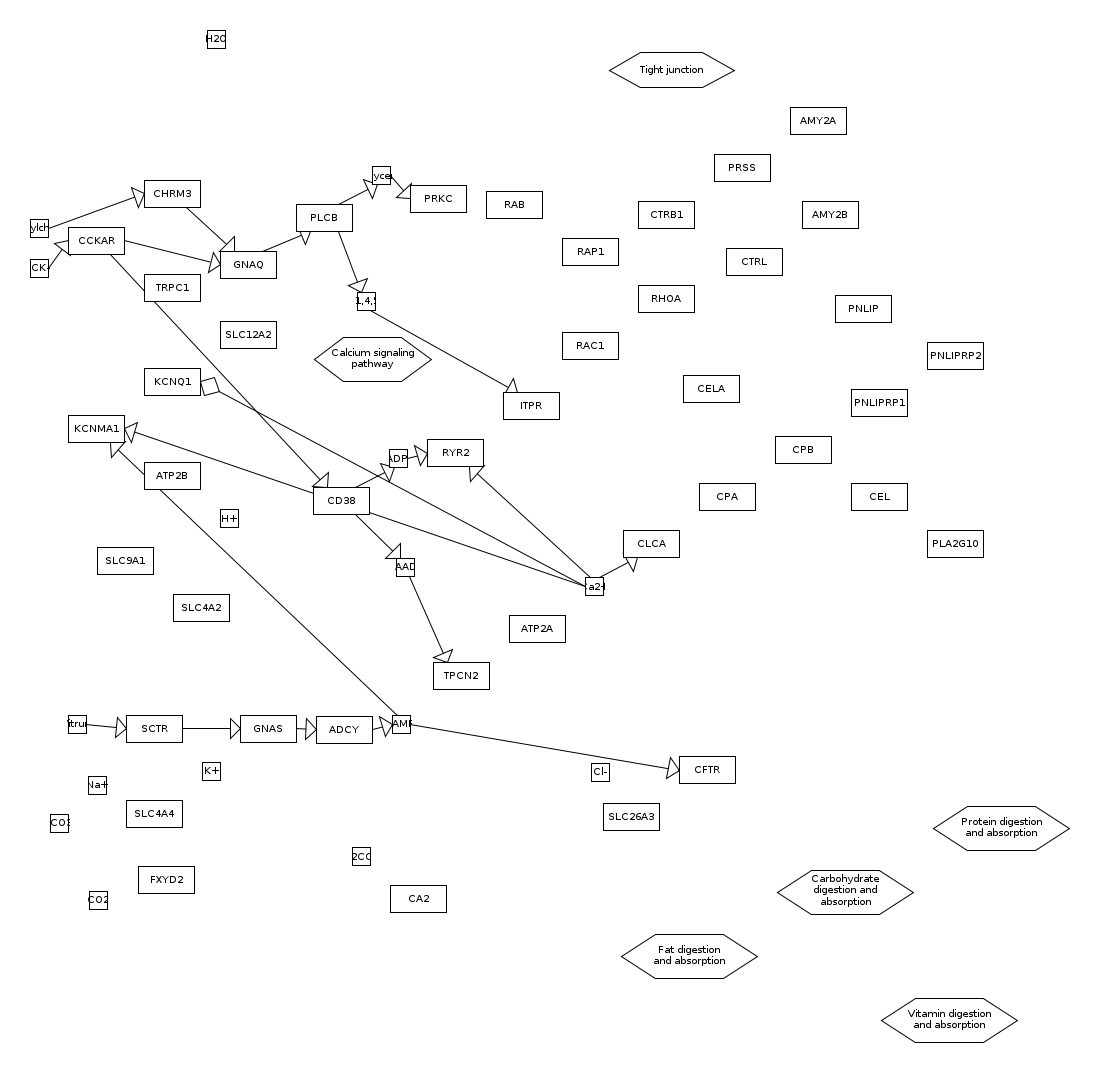 H2O
Tight junction
AMY2A
PRSS
CHRM3
PRKC
RAB
CTRB1
AMY2B
PLCB
CCKAR
RAP1
CTRL
GNAQ
CK-
TRPC1
RHOA
1,4,5
PNLIP
SLC12A2
RAC1
Calcium signaling
pathway
PNLIPRP2
KCNQ1
CELA
PNLIPRP1
ITPR
KCNMA1
ADP
RYR2
CPB
ATP2B
CD38
CPA
CEL
H+
CLCA
PLA2G10
SLC9A1
AAD
a2+
SLC4A2
ATP2A
TPCN2
trur
SCTR
GNAS
ADCY
AMP
K+
Cl-
CFTR
Na+
SLC4A4
SLC26A3
CO3
Protein digestion
and absorption
2CO
FXYD2
CO2
CA2
Carbohydrate
digestion and
absorption
Fat digestion
and absorption
Vitamin digestion
and absorption